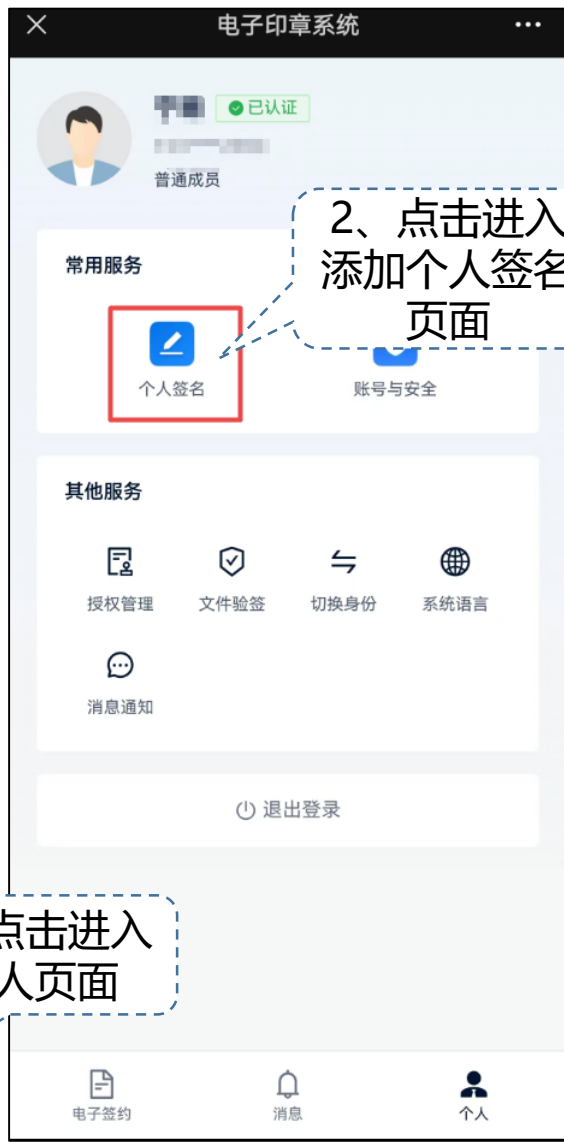 电子印章系统
已认证
普通成员
2、点击进入
添加个人签名
页面
常用服务
个人签名
账号与安全
其他服务
授权管理
文件验签
切换身份
系统语言
消息通知
退出登录
点击进入
人页面
电子签约
消息
个人